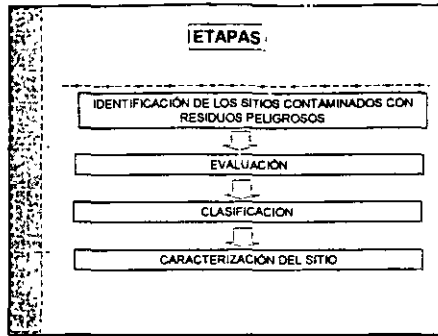 ETAPAS
IDENTIFICACIÓN DE LOS SITIOS CONTAMINADOS CON
RESIDUOS PELIGROSOS
EVALUACIÓN
CLASIFICACIÓN
CARACTERIZACIÓN DEL SITIO